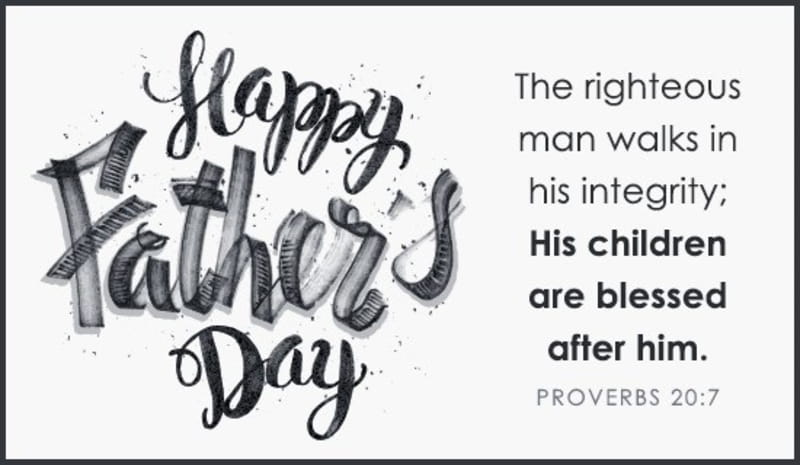 Happy
Father's
Day
The righteous
man walks in
his integrity;
His children
are blessed
after him.
PROVERBS 20:7